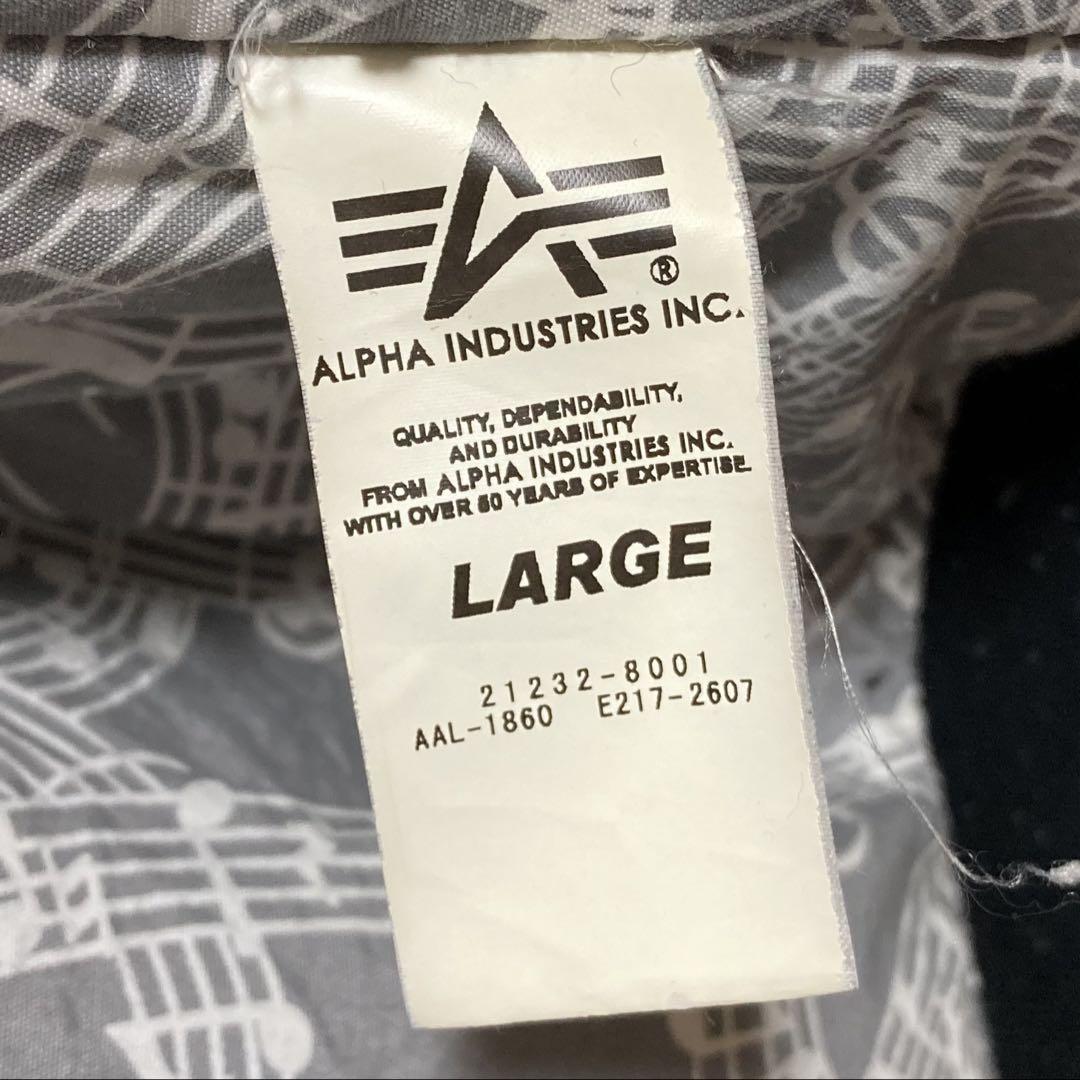 ®
ALPHA INDUSTRIES INC.
QUALITY, DEPENDABILITY,
AND DURABILITY
FROM ALPHA INDUSTRIES INC.
WITH OVER 50 YEARS OF EXPERTISE
LARGE
21232-8001
AAL-1860 E217-2607